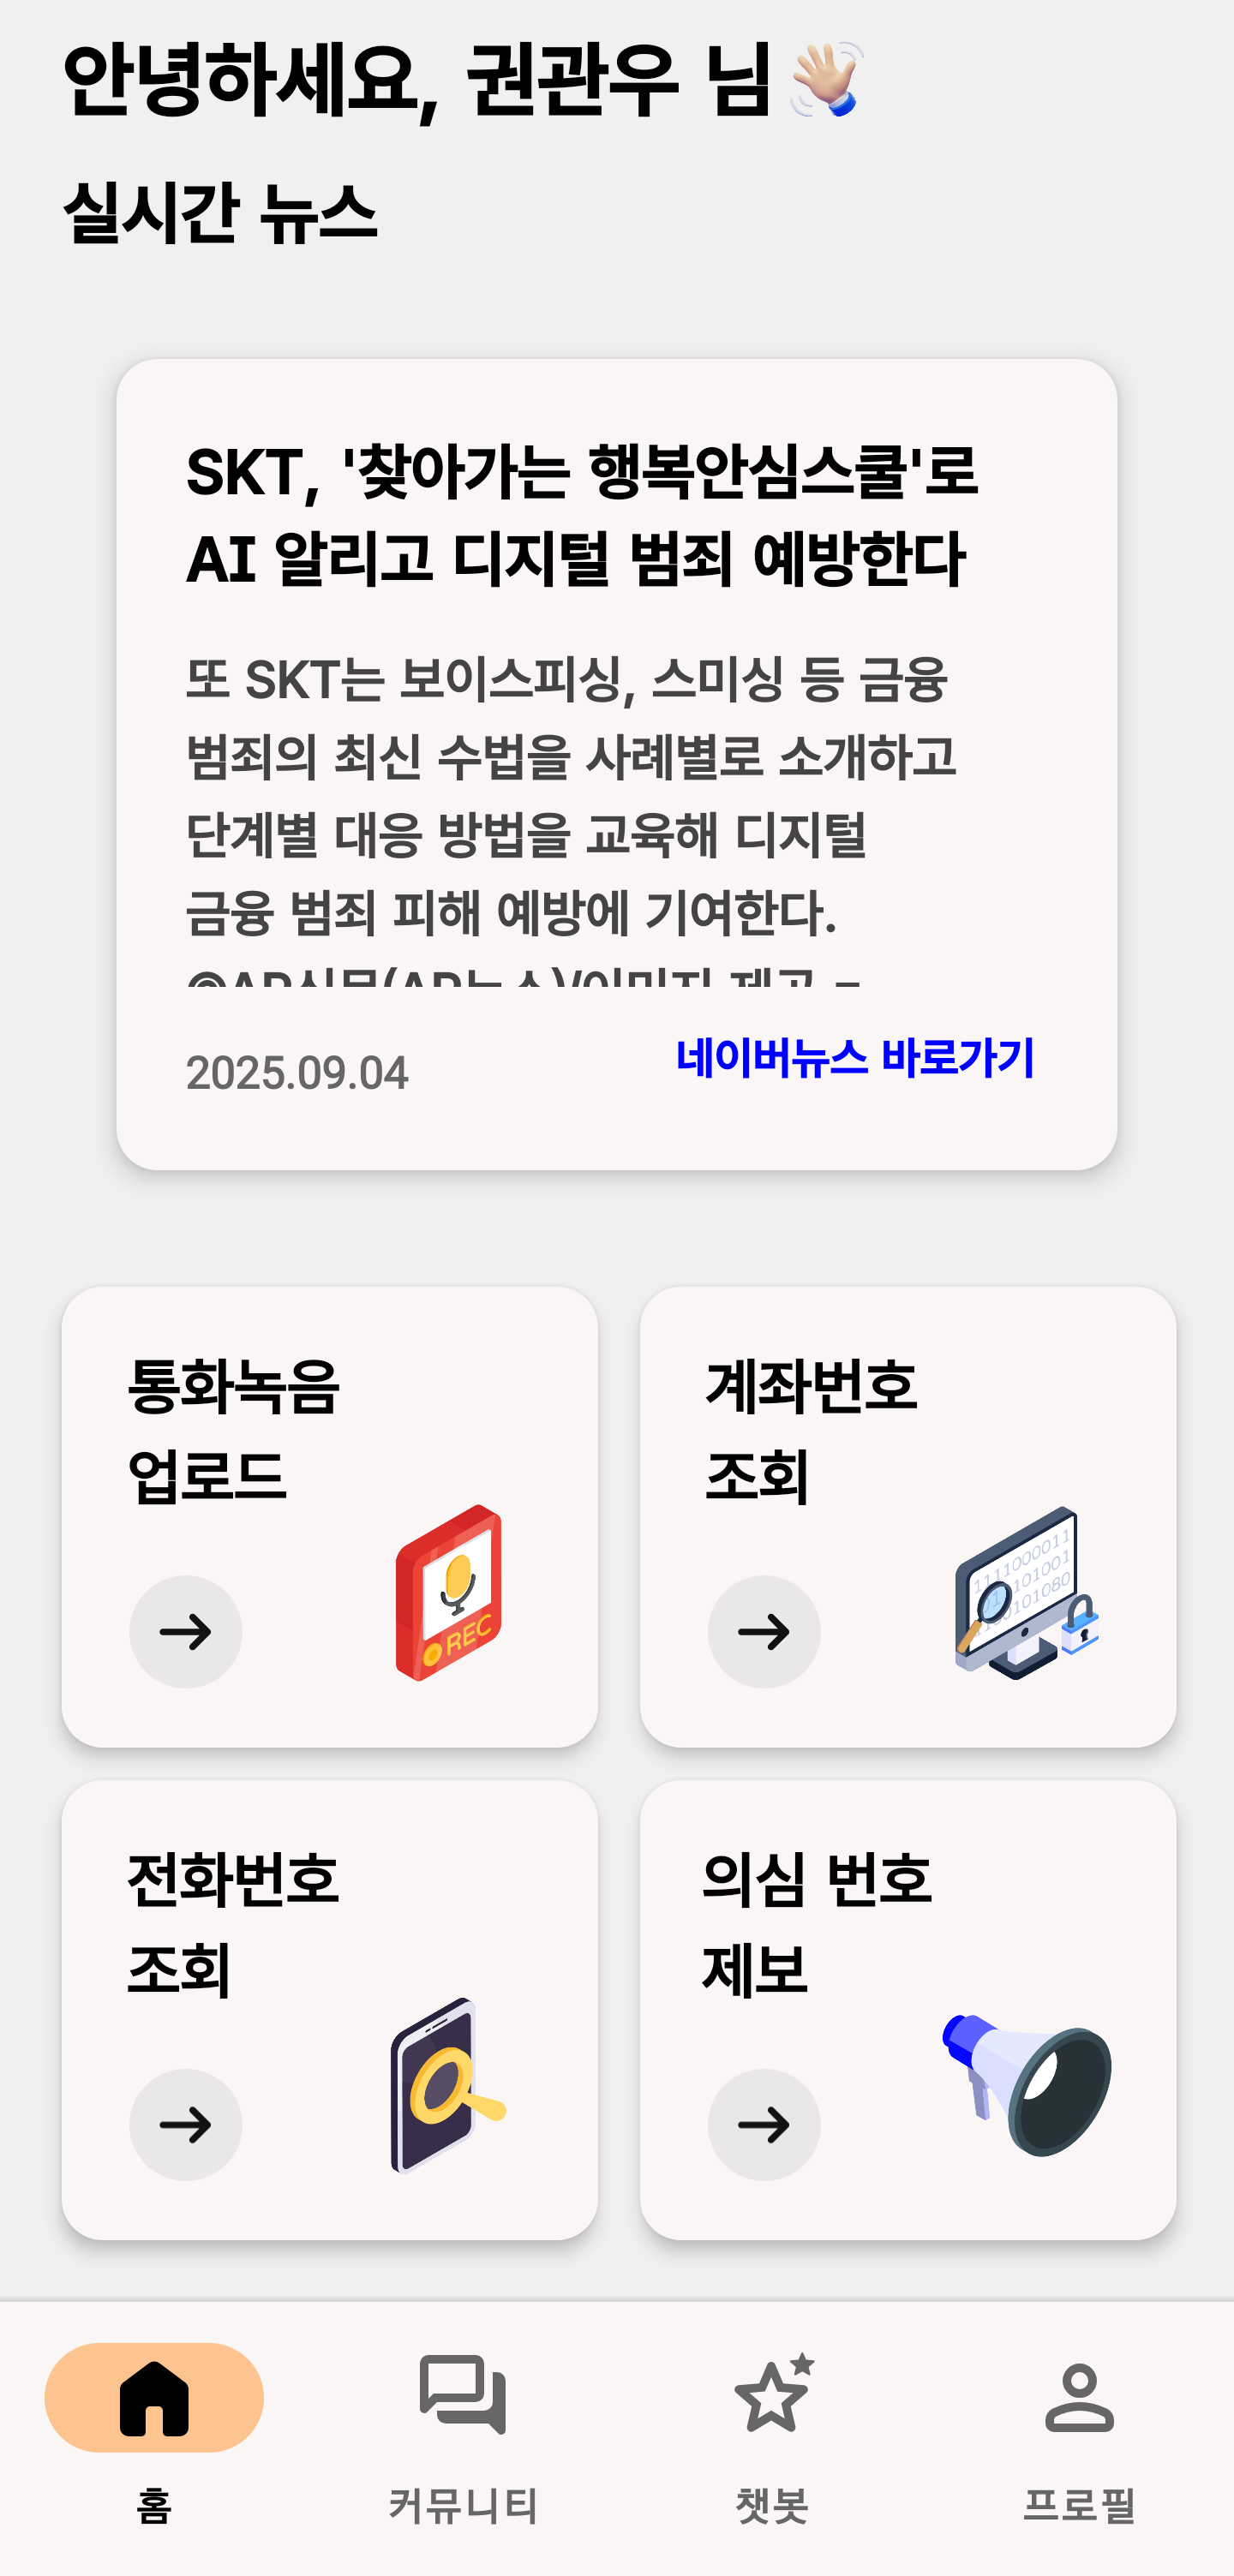 안녕하세요, 권관우 님 👋🏼
실시간 뉴스
SKT, '찾아가는 행복안심스쿨'로
AI 알리고 디지털 범죄 예방한다
또 SKT는 보이스피싱, 스미싱 등 금융
범죄의 최신 수법을 사례별로 소개하고
단계별 대응 방법을 교육해 디지털
금융 범죄 피해 예방에 기여한다.
2025.09.04
네이버뉴스 바로가기
통화녹음
업로드
REC
계좌번호
조회
1111000011
전화번호
조회
의심 번호
제보
홈
커뮤니티
챗봇
프로필